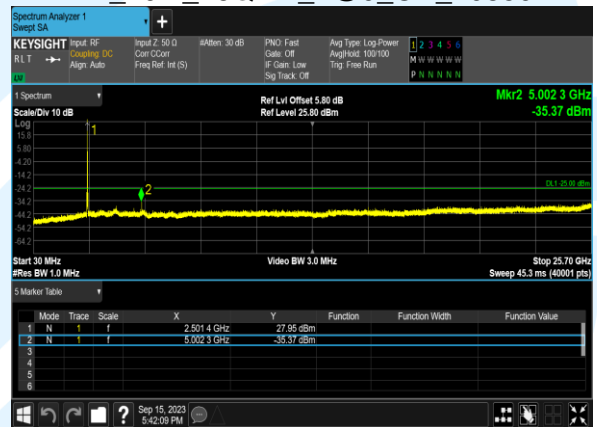 Spectrum Analyzer 1
Swept SA
+
KEYSIGHT
RLT
Input: RF
Coupling: DC
Align: Auto
Input Z: 50 Ω
Corr CCorr
Freq Ref: Int (S)
#Atten: 30 dB
PNO: Fast
Gate: Off
IF Gain: Low
Sig Track: Off
Avg Type: Log-Power
Avg|Hold: 100/100
Trig: Free Run
1 2 3 4 5 6
M W W W W W
P N N N N N
LW
1 Spectrum
Scale/Div 10 dB
Ref Lvl Offset 5.80 dB
Ref Level 25.80 dBm
Mkr2 5.002 3 GHz
-35.37 dBm
Log
15.8
5.80
-4.20
-14.2
-24.2
-34.2
-44.2
-54.2
-64.2
1
2
DL1 -25.00 dBm
Start 30 MHz
#Res BW 1.0 MHz
Video BW 3.0 MHz
Stop 25.70 GHz
Sweep 45.3 ms (40001 pts)
5 Marker Table
Mode Trace Scale X Y Function Function Width Function Value
1 N 1 f 2.501 4 GHz 27.95 dBm
2 N 1 f 5.002 3 GHz -35.37 dBm
3
4
5
6
?
Sep 15, 2023
5:42:09 PM